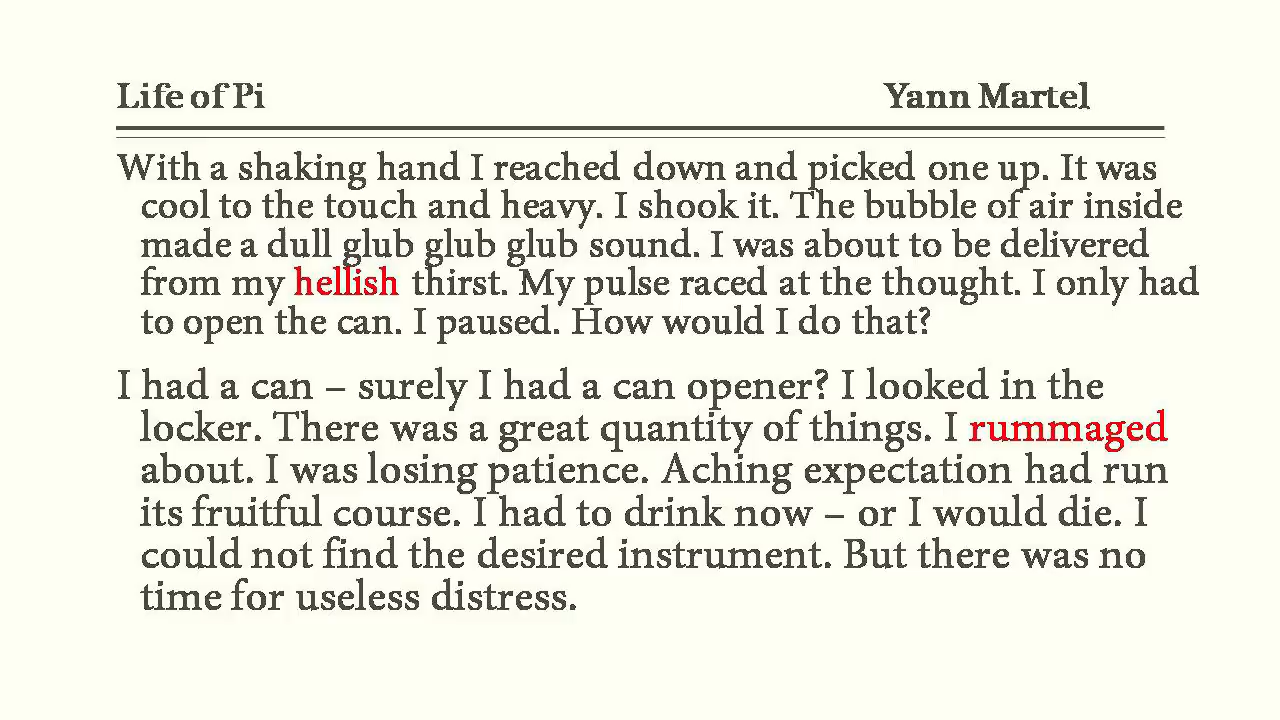 Life of Pi Yann Martel
With a shaking hand I reached down and picked one up. It was
cool to the touch and heavy. I shook it. The bubble of air inside
made a dull glub glub glub sound. I was about to be delivered
from my hellish thirst. My pulse raced at the thought. I only had
to open the can. I paused. How would I do that?
I had a can – surely I had a can opener? I looked in the
locker. There was a great quantity of things. I rummaged
about. I was losing patience. Aching expectation had run
its fruitful course. I had to drink now – or I would die. I
could not find the desired instrument. But there was no
time for useless distress.